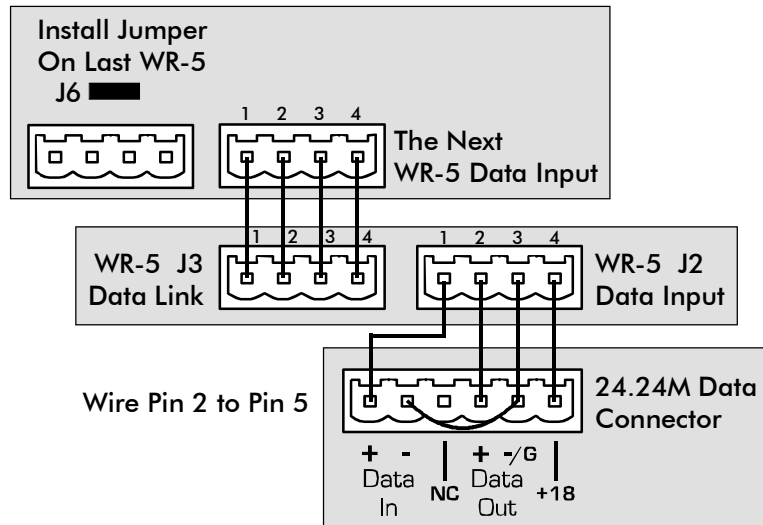 Install Jumper
On Last WR-5
J6
1 2 3 4
The Next
WR-5 Data Input
1 2 3 4
WR-5 J3
Data Link
1 2 3 4
WR-5 J2
Data Input
Wire Pin 2 to Pin 5
24.24M Data
Connector
+ - + -/G
Data In
NC
Data Out
+18